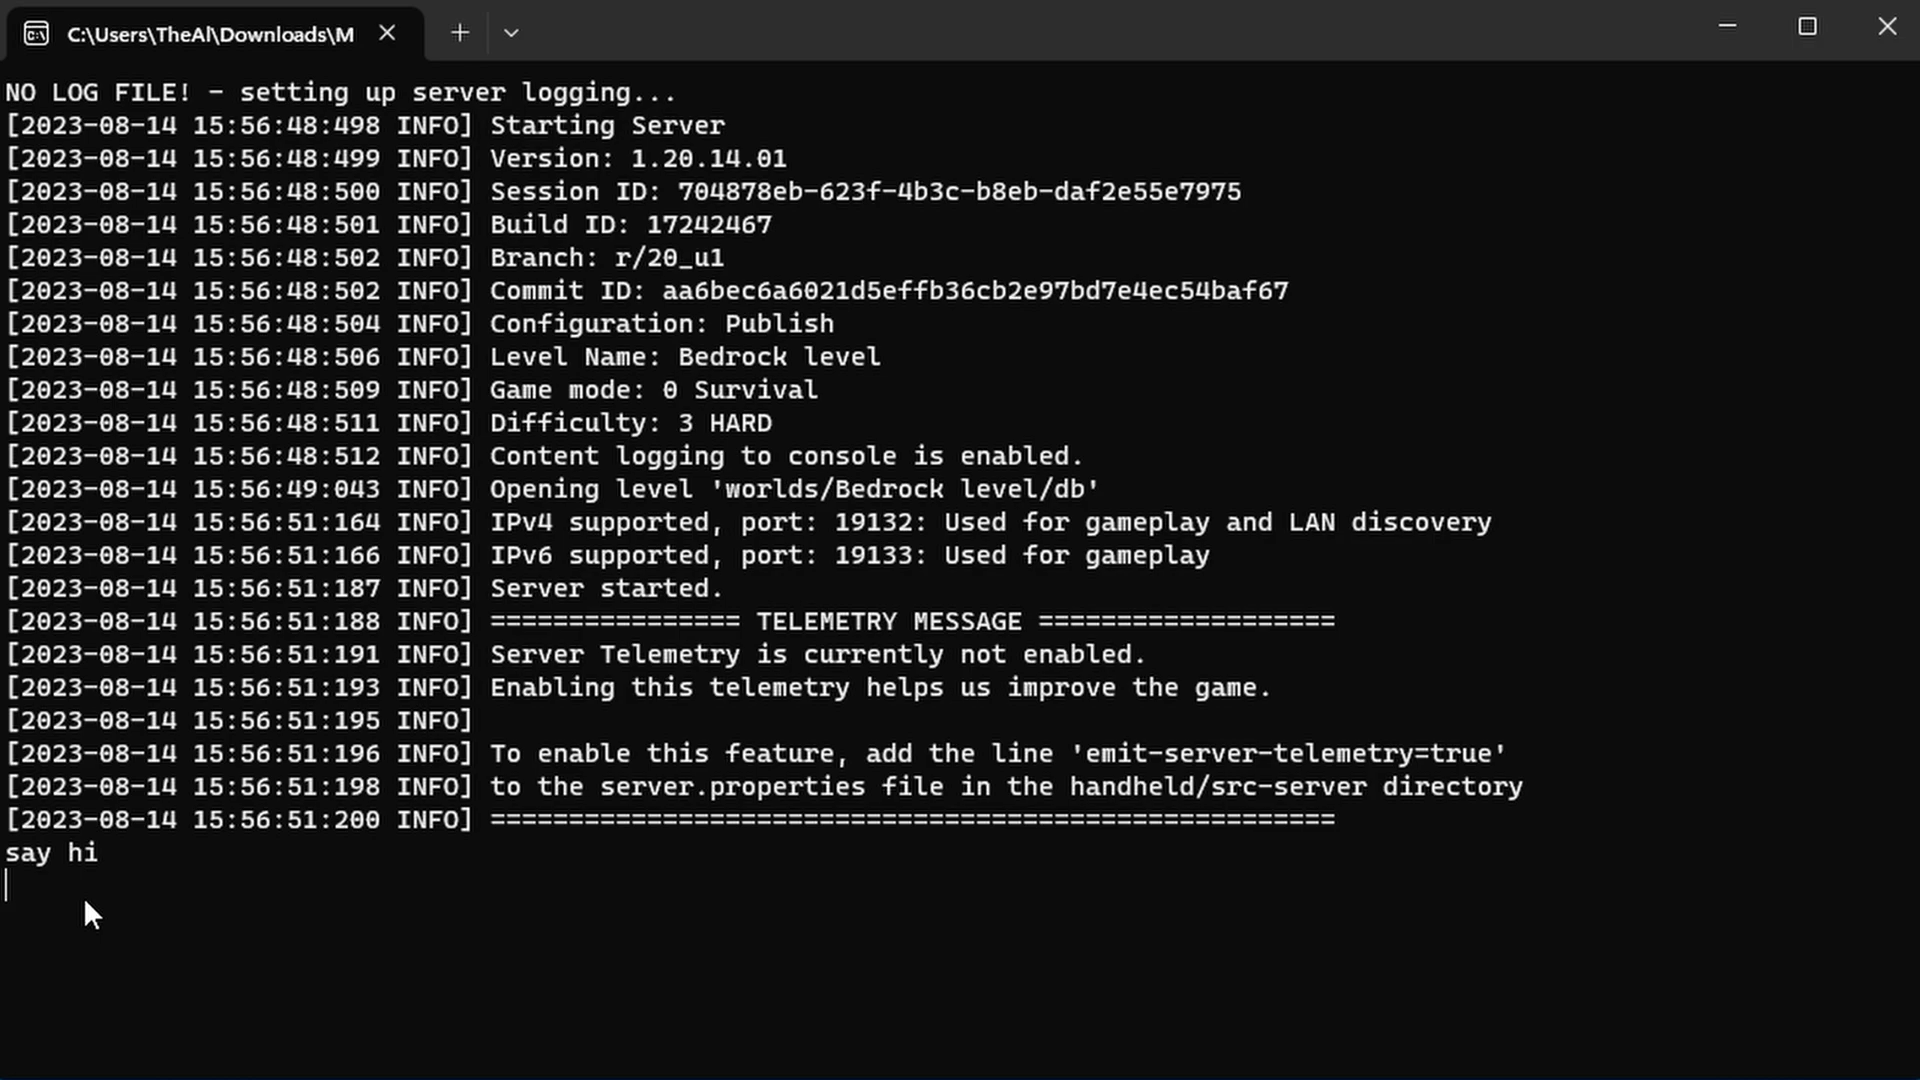 C:\Users\TheAl\Downloads\M
NO LOG FILE! - setting up server logging...
[2023-08-14 15:56:48:498 INFO] Starting Server
[2023-08-14 15:56:48:499 INFO] Version: 1.20.14.01
[2023-08-14 15:56:48:500 INFO] Session ID: 704878eb-623f-4b3c-b8eb-daf2e55e7975
[2023-08-14 15:56:48:501 INFO] Build ID: 17242467
[2023-08-14 15:56:48:502 INFO] Branch: r/20_u1
[2023-08-14 15:56:48:502 INFO] Commit ID: aa6bec6a6021d5effb36cb2e97bd7e4ec54baf67
[2023-08-14 15:56:48:504 INFO] Configuration: Publish
[2023-08-14 15:56:48:506 INFO] Level Name: Bedrock level
[2023-08-14 15:56:48:509 INFO] Game mode: 0 Survival
[2023-08-14 15:56:48:511 INFO] Difficulty: 3 HARD
[2023-08-14 15:56:48:512 INFO] Content logging to console is enabled.
[2023-08-14 15:56:49:043 INFO] Opening level 'worlds/Bedrock level/db'
[2023-08-14 15:56:51:164 INFO] IPv4 supported, port: 19132: Used for gameplay and LAN discovery
[2023-08-14 15:56:51:166 INFO] IPv6 supported, port: 19133: Used for gameplay
[2023-08-14 15:56:51:187 INFO] Server started.
[2023-08-14 15:56:51:188 INFO] ================ TELEMETRY MESSAGE ===================
[2023-08-14 15:56:51:191 INFO] Server Telemetry is currently not enabled.
[2023-08-14 15:56:51:193 INFO] Enabling this telemetry helps us improve the game.
[2023-08-14 15:56:51:195 INFO]
[2023-08-14 15:56:51:196 INFO] To enable this feature, add the line 'emit-server-telemetry=true'
[2023-08-14 15:56:51:198 INFO] to the server.properties file in the handheld/src-server directory
[2023-08-14 15:56:51:200 INFO] ======================================================
say hi